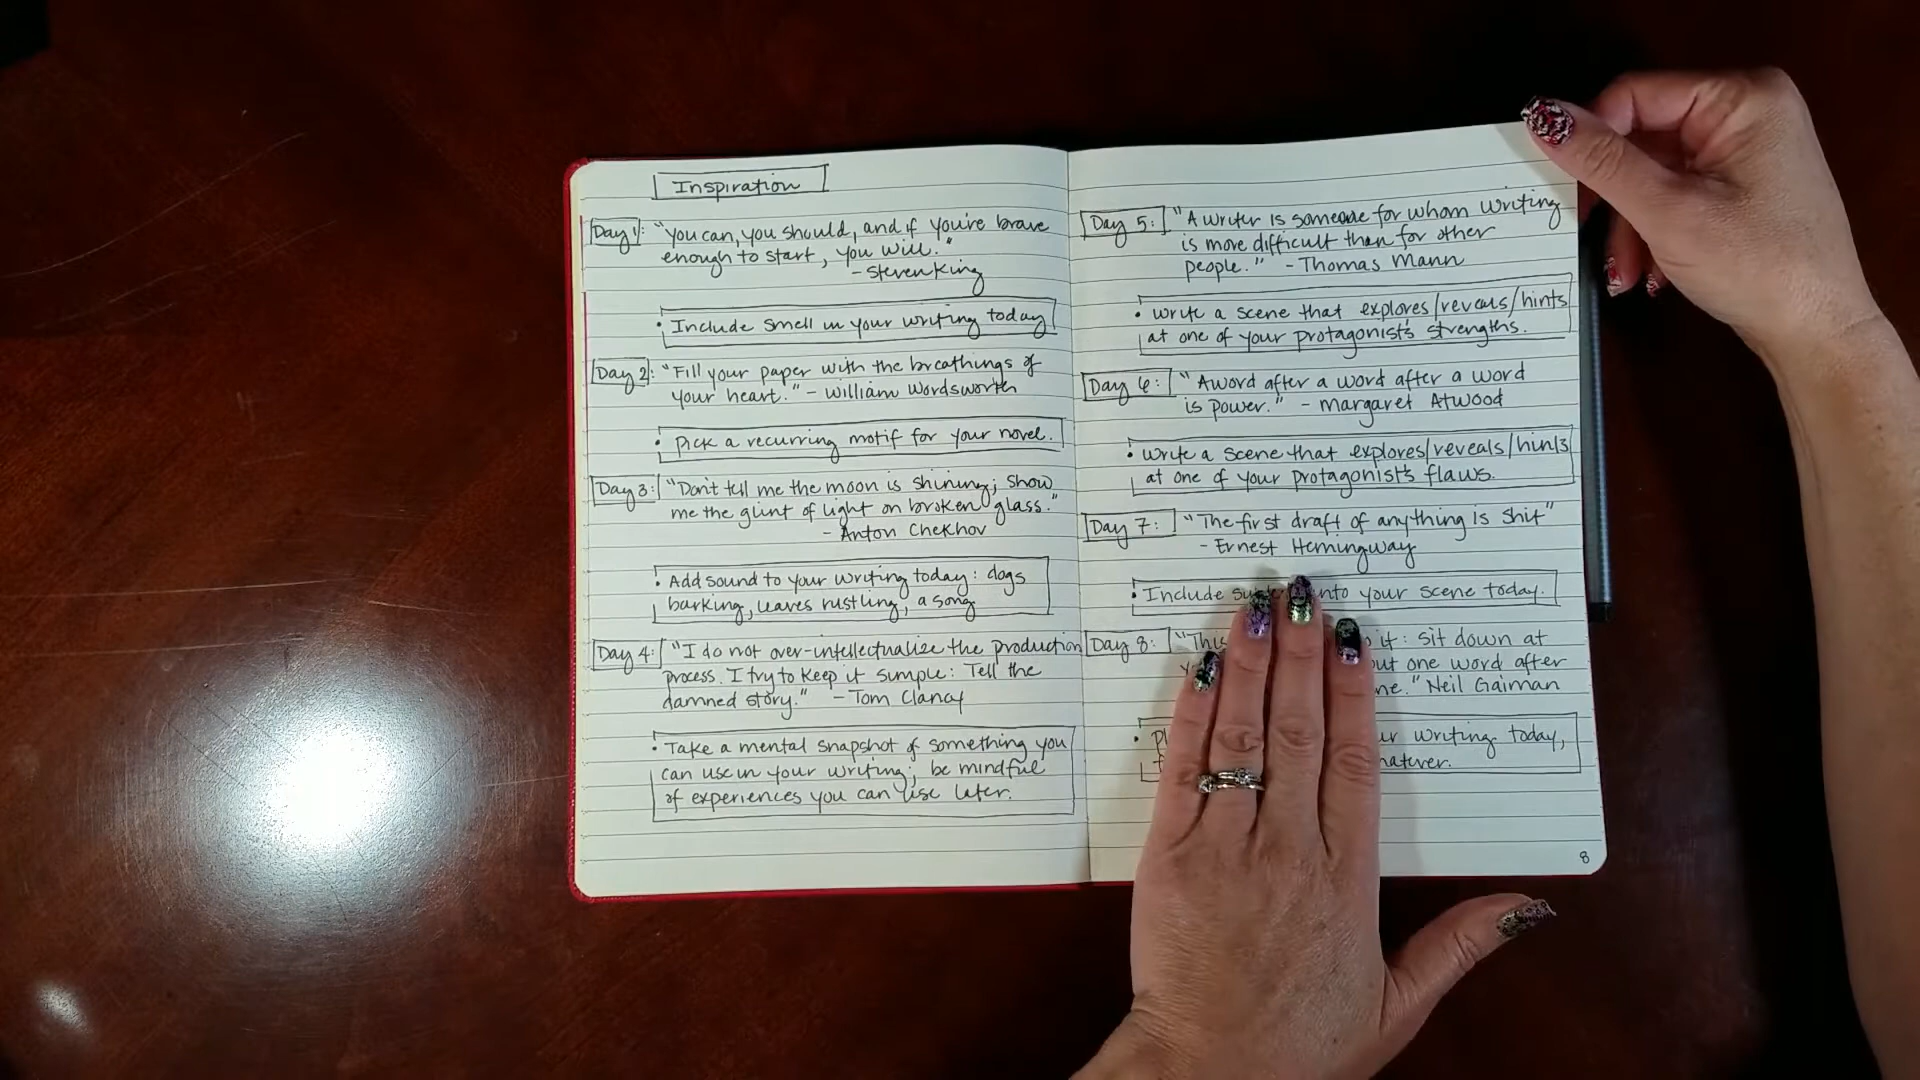 Inspiration
Day 1: "You can, you should, and if you're brave
enough to start, you will."
- Steven King
• Include smell in your writing today
Day 2: "Fill your paper with the breathings of
your heart." - William Wordsworth
• Pick a recurring motif for your novel.
Day 3: "Don't tell me the moon is shining; show
me the glint of light on broken glass."
- Anton Chekhov
• Add sound to your writing today: dogs
barking, leaves rustling, a song
Day 4: "I do not over-intellectualize the production
process. I try to keep it simple: Tell the
damned story." - Tom Clancy
• Take a mental snapshot of something you
can use in your writing; be mindful
of experiences you can use later.
Day 5: "A writer is someone for whom writing
is more difficult than for other
people." - Thomas Mann
• Write a scene that explores/reveals/hints
at one of your protagonist's strengths.
Day 6: "A word after a word after a word
is power." - Margaret Atwood
• Write a scene that explores/reveals/hints
at one of your protagonist's flaws.
Day 7: "The first draft of anything is shit"
- Ernest Hemingway
• Include into your scene today.
Day 8: "This it: sit down at
one word after
Neil Gaiman
• writing today,
8